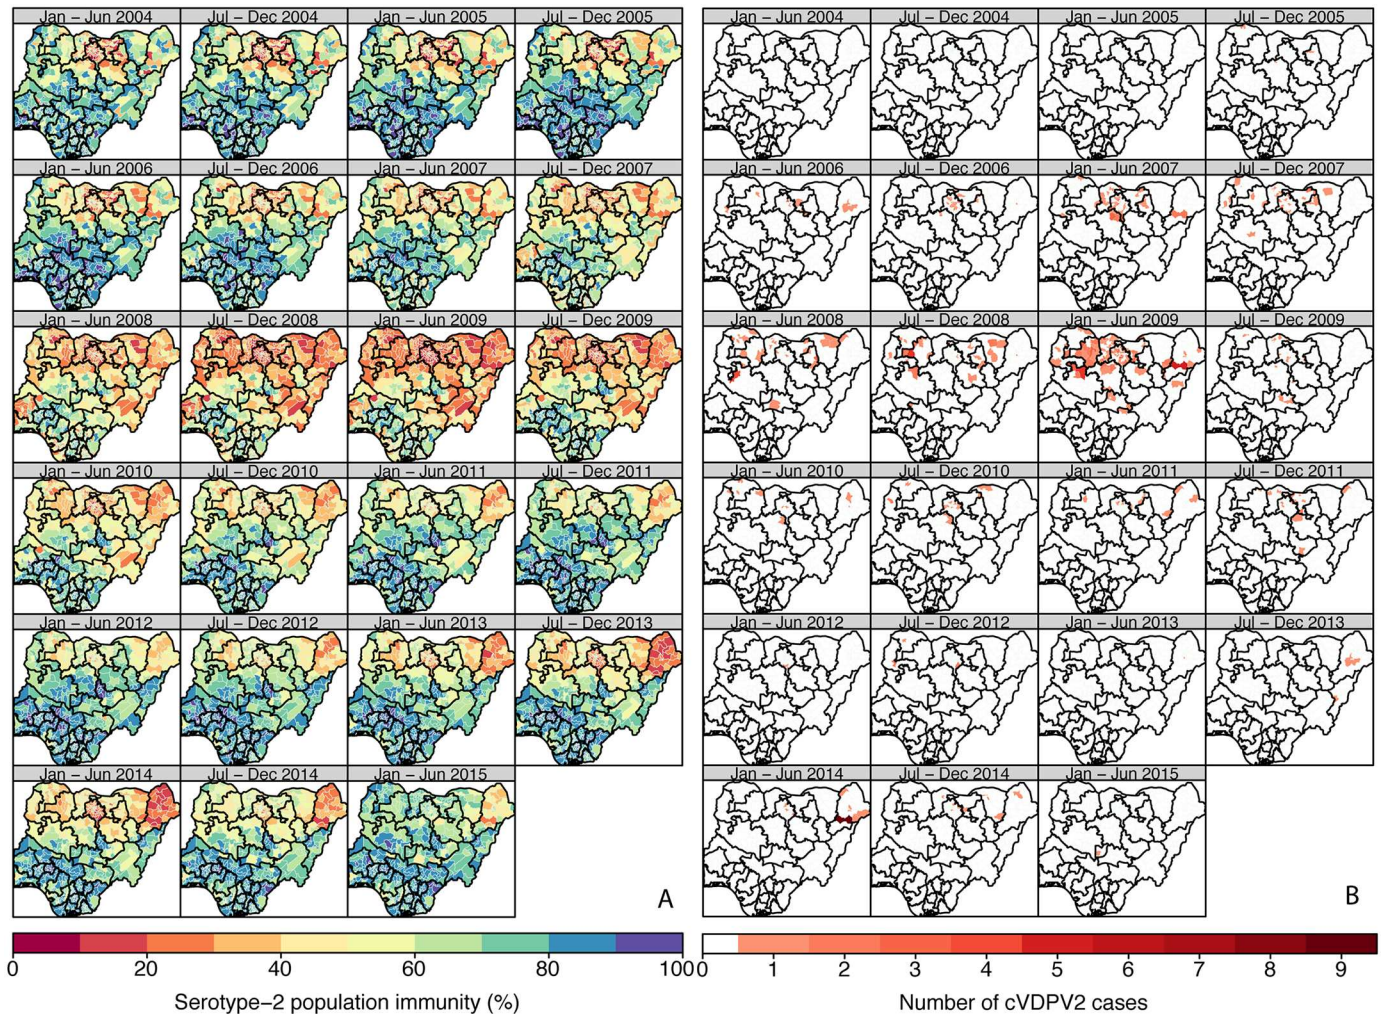 Jan – Jun 2004 Jul – Dec 2004 Jan – Jun 2005 Jul – Dec 2005
Jan – Jun 2006 Jul – Dec 2006 Jan – Jun 2007 Jul – Dec 2007
Jan – Jun 2008 Jul – Dec 2008 Jan – Jun 2009 Jul – Dec 2009
Jan – Jun 2010 Jul – Dec 2010 Jan – Jun 2011 Jul – Dec 2011
Jan – Jun 2012 Jul – Dec 2012 Jan – Jun 2013 Jul – Dec 2013
Jan – Jun 2014 Jul – Dec 2014 Jan – Jun 2015
A
0 20 40 60 80 100
Serotype−2 population immunity (%)
Jan – Jun 2004 Jul – Dec 2004 Jan – Jun 2005 Jul – Dec 2005
Jan – Jun 2006 Jul – Dec 2006 Jan – Jun 2007 Jul – Dec 2007
Jan – Jun 2008 Jul – Dec 2008 Jan – Jun 2009 Jul – Dec 2009
Jan – Jun 2010 Jul – Dec 2010 Jan – Jun 2011 Jul – Dec 2011
Jan – Jun 2012 Jul – Dec 2012 Jan – Jun 2013 Jul – Dec 2013
Jan – Jun 2014 Jul – Dec 2014 Jan – Jun 2015
B
0 1 2 3 4 5 6 7 8 9
Number of cVDPV2 cases